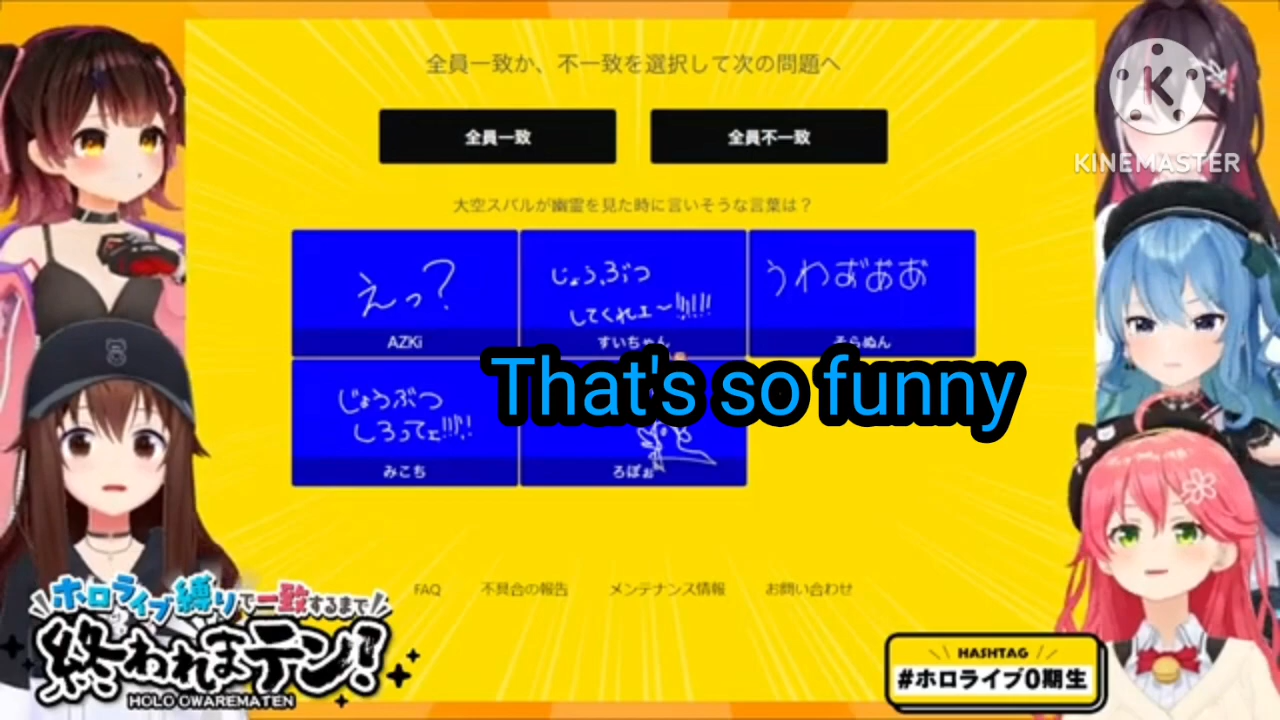 全員一致か、不一致を選択して次の問題へ
全員一致
全員不一致
K
KINEMASTER
大空スバルが幽霊を見た時に言いそうな言葉は？
えっ?
AZKi
じょうぶつ
してくれェ〜!!!!!!
すいちゃん
うわぁぁぁ
そらぬん
じょうぶつ
しろってェ!!!!!
みこち
ろぼお
That's so funny
FAQ
不具合の報告
メンテナンス情報
お問い合わせ
ホロライブ縛りで一致するまで
終われまテン!
HOLO OWAREMATEN
HASHTAG
#ホロライブ0期生